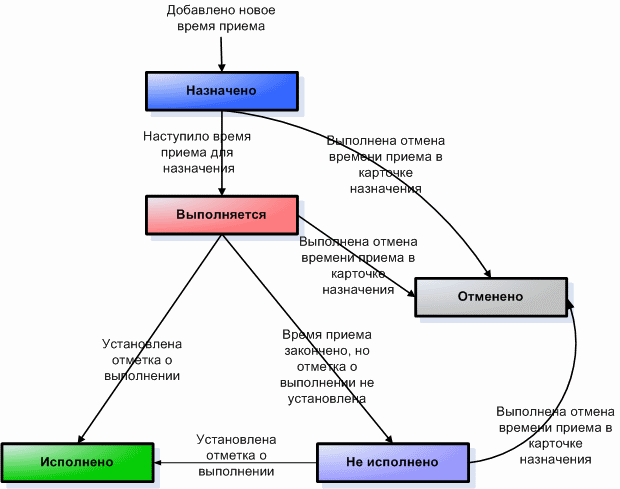 Добавлено новое
время приема
Назначено
Наступило время
приема для
назначения
Выполнена отмена
времени приема в
карточке
назначения
Выполняется
Выполнена отмена
времени приема в
карточке
назначения
Отменено
Установлена
отметка о
выполнении
Время приема
закончено, но
отметка о
выполнении не
установлена
Выполнена отмена
времени приема в
карточке
назначения
Исполнено
Установлена
отметка о
выполнении
Не исполнено